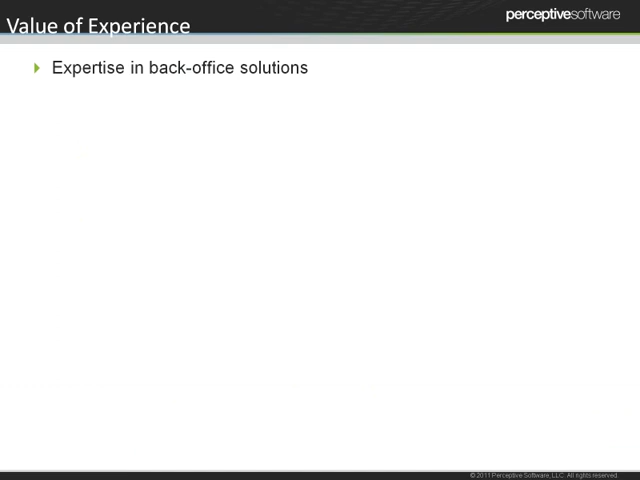 Value of Experience
perceptivesoftware
Expertise in back-office solutions
© 2011 Perceptive Software, LLC. All rights reserved.